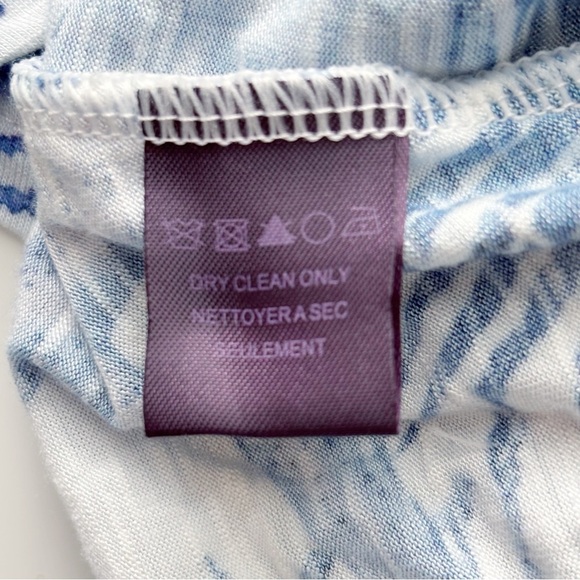 DRY CLEAN ONLY
NETTOYER A SEC
SEULEMENT